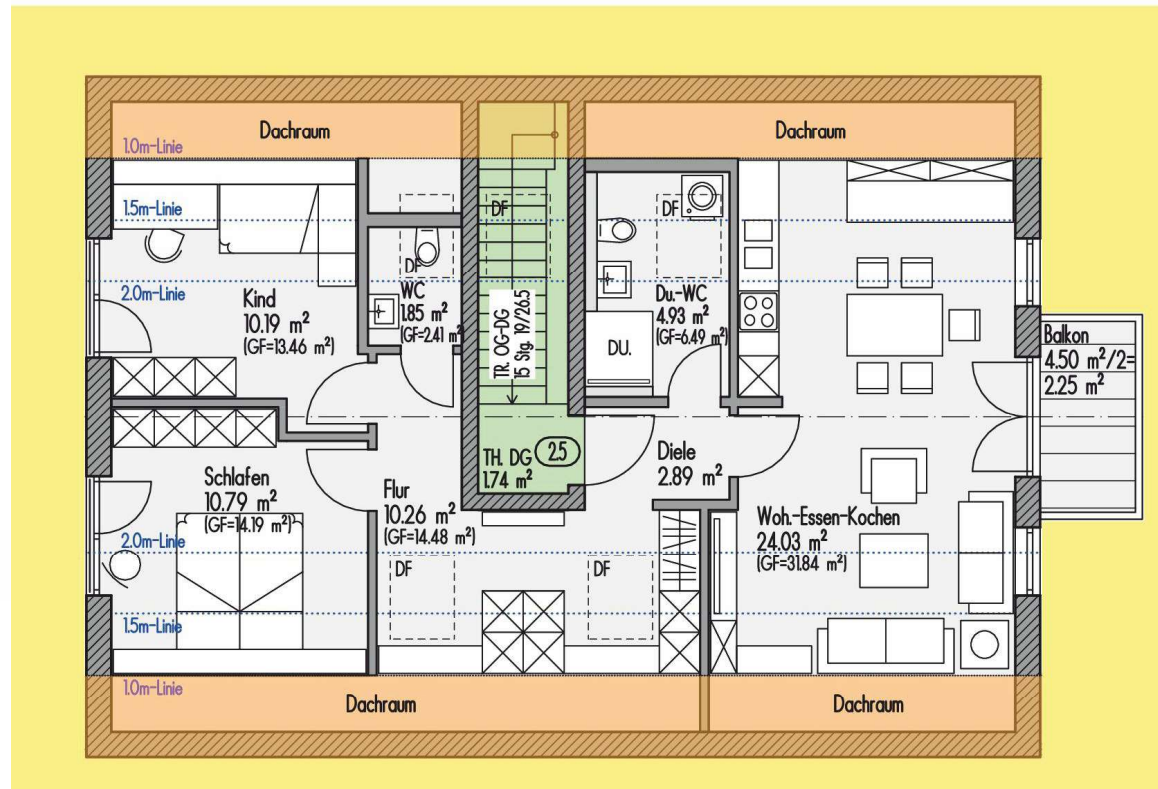 Dachraum
Dachraum
1.0m-Linie
1.5m-Linie
DF
DF
2.0m-Linie
DF
Kind
10.19 m²
(GF=13.46 m²)
WC
1.85 m²
(GF=2.41 m²)
TR. OG-DG
15 Stg. 19/26.5
Du.-WC
4.93 m²
(GF=6.49 m²)
DU.
Balkon
4.50 m²/2=
2.25 m²
TH. DG
1.74 m²
2.5
Diele
2.89 m²
Schlafen
10.79 m²
(GF=14.19 m²)
Flur
10.26 m²
(GF=14.48 m²)
Woh.-Essen-Kochen
24.03 m²
(GF=31.84 m²)
2.0m-Linie
DF
DF
1.5m-Linie
1.0m-Linie
Dachraum
Dachraum